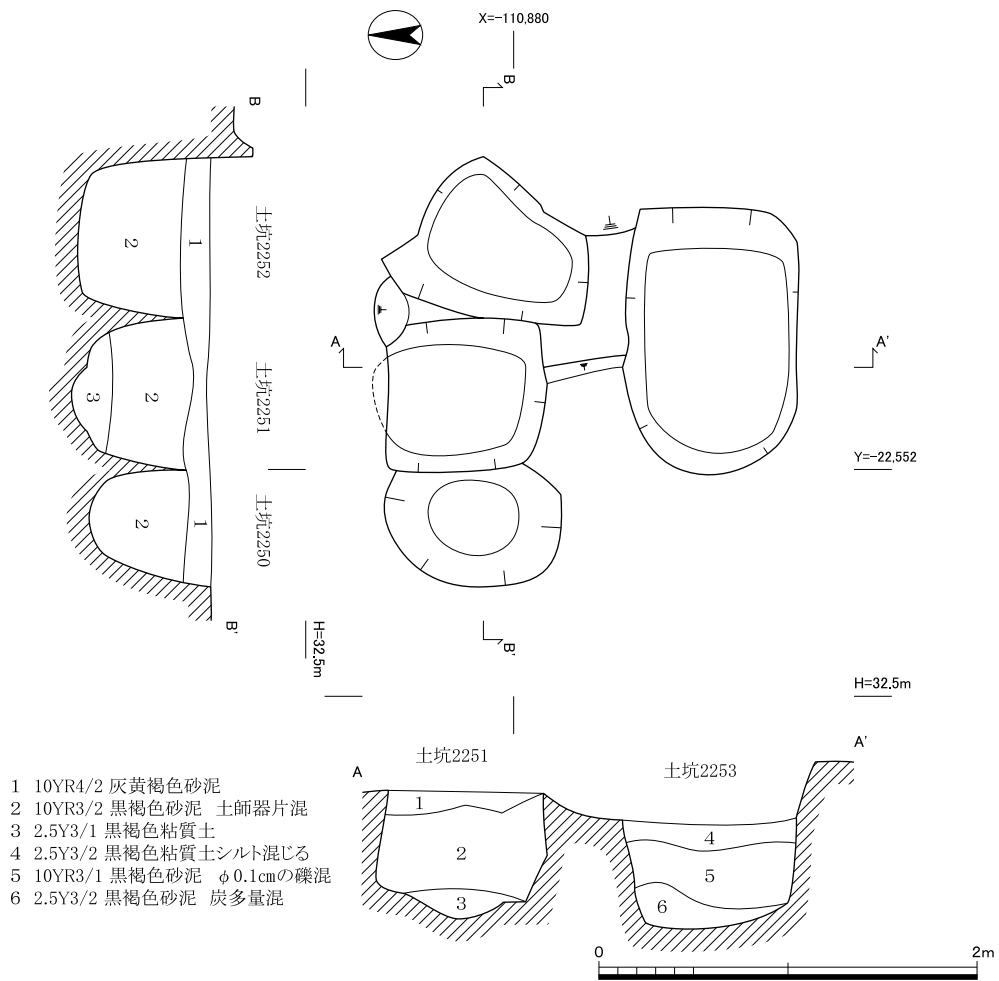 X=-110,880
B
B
土坑2252
1
2
A
A'
土坑2251
2
3
Y=-22,552
土坑2250
1
2
B'
H=32.5m
B'
H=32.5m
A
土坑2251
土坑2253
A'
1
2
3
4
5
6
1 10YR4/2 灰黄褐色砂泥
2 10YR3/2 黒褐色砂泥 土師器片混
3 2.5Y3/1 黒褐色粘質土
4 2.5Y3/2 黒褐色粘質土シルト混じる
5 10YR3/1 黒褐色砂泥 φ0.1cmの礫混
6 2.5Y3/2 黒褐色砂泥 炭多量混
0
2m